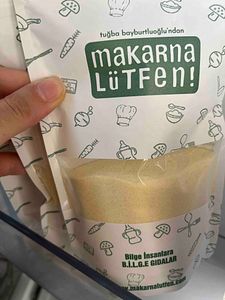 tuğba bayburtluoğlu'ndan
MAKARNA
LÜTFEN!
Bilge İnsanlara
B.İ.L.G.E GIDALAR
www.makarnalutfen.com